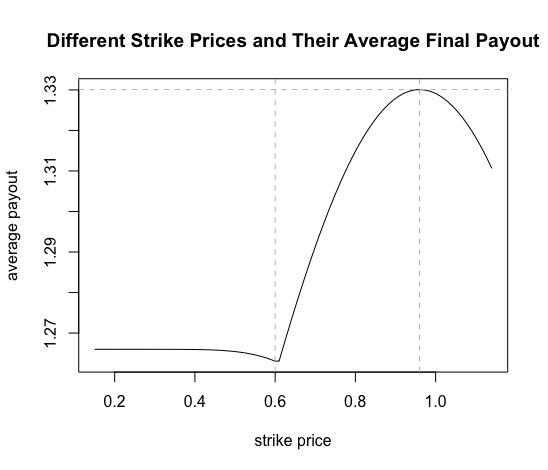 Different Strike Prices and Their Average Final Payout
1.33
1.31
1.29
1.27
average payout
0.2 0.4 0.6 0.8 1.0
strike price